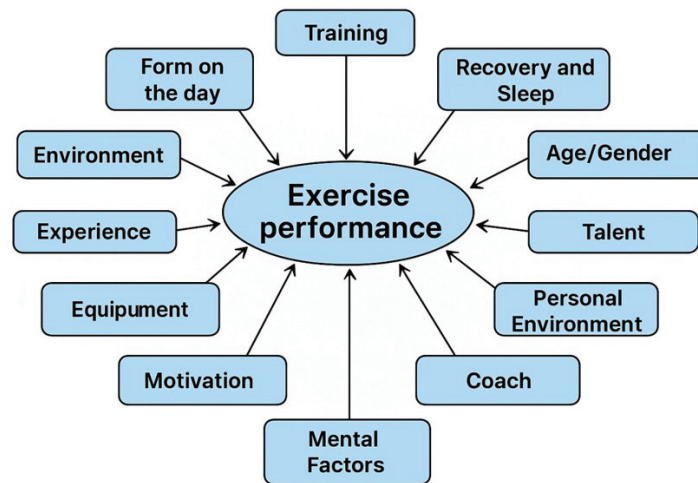 Training
Form on
the day
Recovery and
Sleep
Environment
Age/Gender
Exercise
performance
Experience
Talent
Equipument
Personal
Environment
Motivation
Coach
Mental
Factors